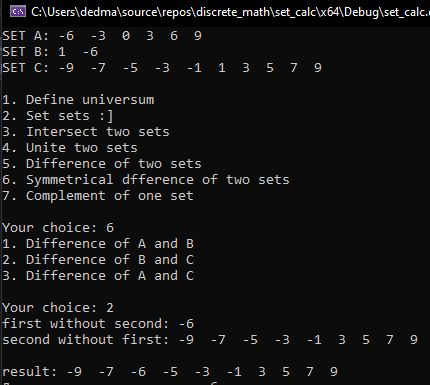 C:\Users\dedma\source\repos\discrete_math\set_calc\x64\Debug\set_calc.
SET A: -6 -3 0 3 6 9
SET B: 1 -6
SET C: -9 -7 -5 -3 -1 1 3 5 7 9
1. Define universum
2. Set sets :]
3. Intersect two sets
4. Unite two sets
5. Difference of two sets
6. Symmetrical dfference of two sets
7. Complement of one set
Your choice: 6
1. Difference of A and B
2. Difference of B and C
3. Difference of A and C
Your choice: 2
first without second: -6
second without first: -9 -7 -5 -3 -1 3 5 7 9
result: -9 -7 -6 -5 -3 -1 3 5 7 9